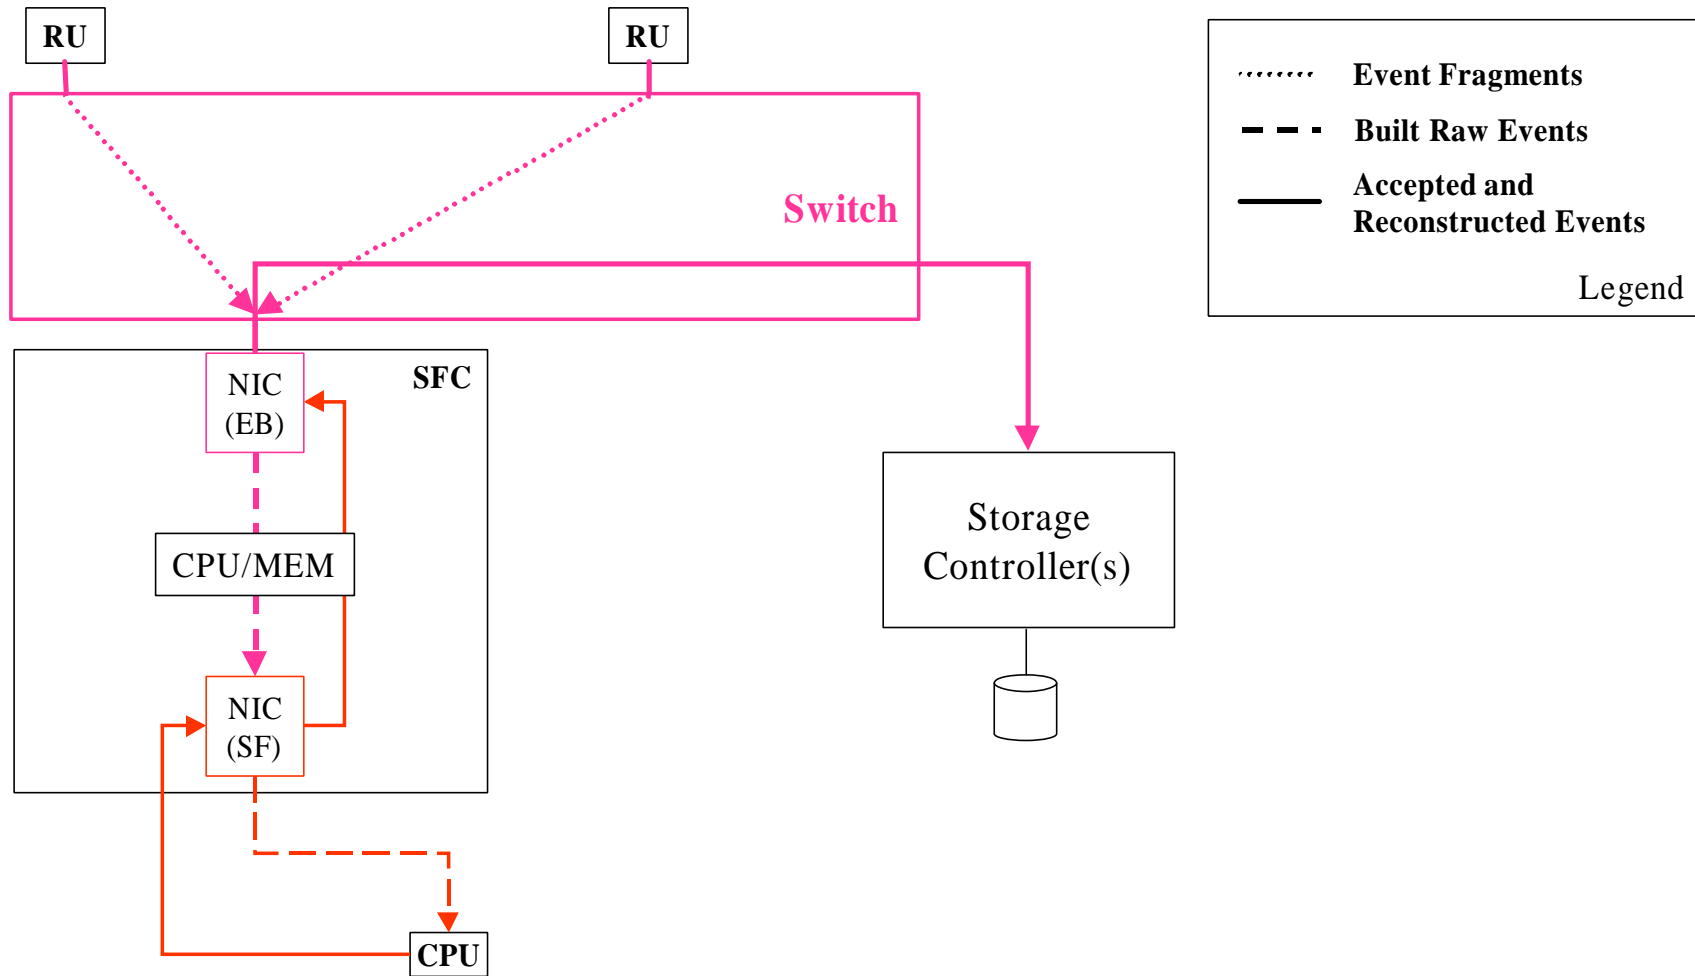 RU
RU
Event Fragments
Built Raw Events
Accepted and
Reconstructed Events
Legend
Switch
NIC
(EB)
SFC
CPU/MEM
NIC
(SF)
Storage
Controller(s)
CPU